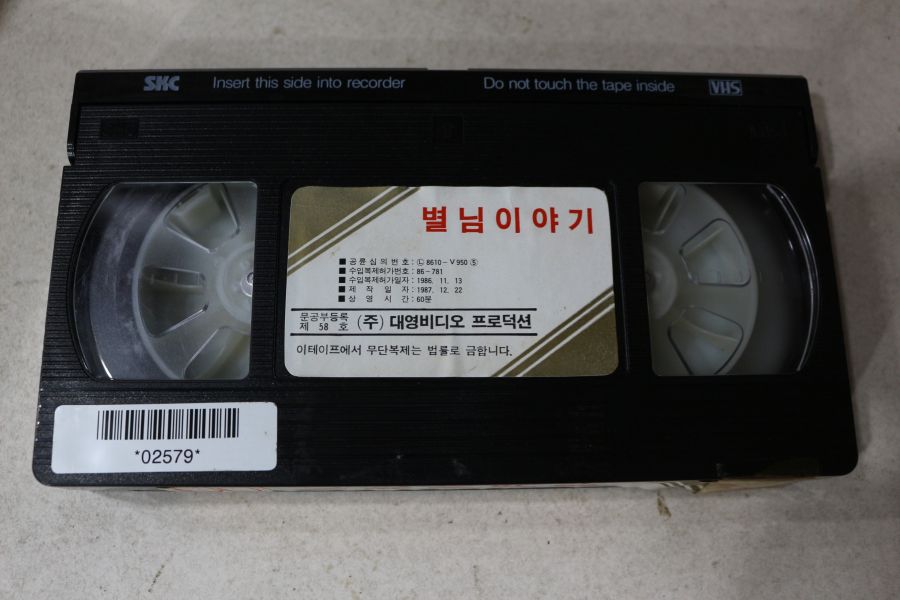 SKC Insert this side into recorder Do not touch the tape inside VHS
별님이야기
■ 공륜심의번호 : Ⓛ 8610-V950 ⑤
■ 수입복제허가번호 : 86-781
■ 수입복제허가일자 : 1986. 11. 13
■ 제작일자 : 1987. 12. 22
■ 상영시간 : 60분
문공부등록
제 58 호 (주) 대영비디오 프로덕션
이테이프에서 무단복제는 법률로 금합니다.
*02579*